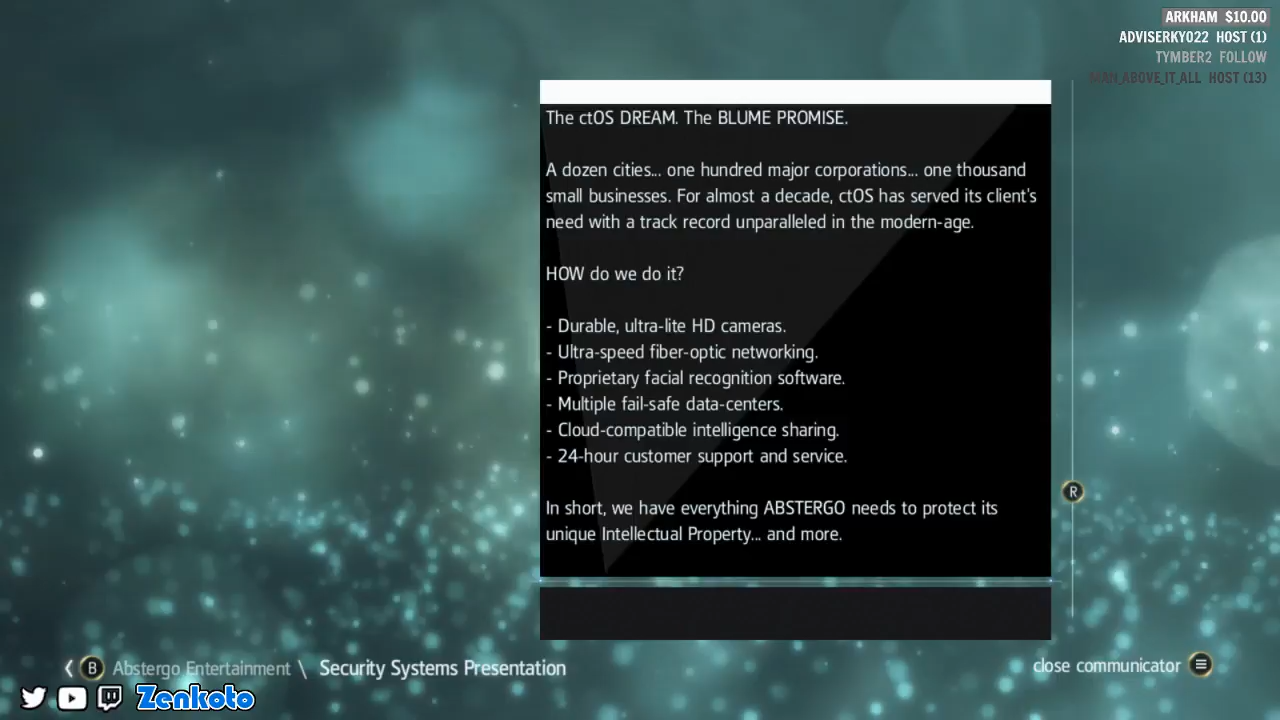 ARKHAM $10.00
ADVISERKY022 HOST (1)
TYMBER2 FOLLOW
MAN_ABOVE_IT_ALL HOST (13)
The ctOS DREAM. The BLUME PROMISE.
A dozen cities... one hundred major corporations... one thousand
small businesses. For almost a decade, ctOS has served its client's
need with a track record unparalleled in the modern-age.
HOW do we do it?
- Durable, ultra-lite HD cameras.
- Ultra-speed fiber-optic networking.
- Proprietary facial recognition software.
- Multiple fail-safe data-centers.
- Cloud-compatible intelligence sharing.
- 24-hour customer support and service.
In short, we have everything ABSTERGO needs to protect its
unique Intellectual Property... and more.
R
B Abstergo Entertainment \ Security Systems Presentation
close communicator
Zenkoto